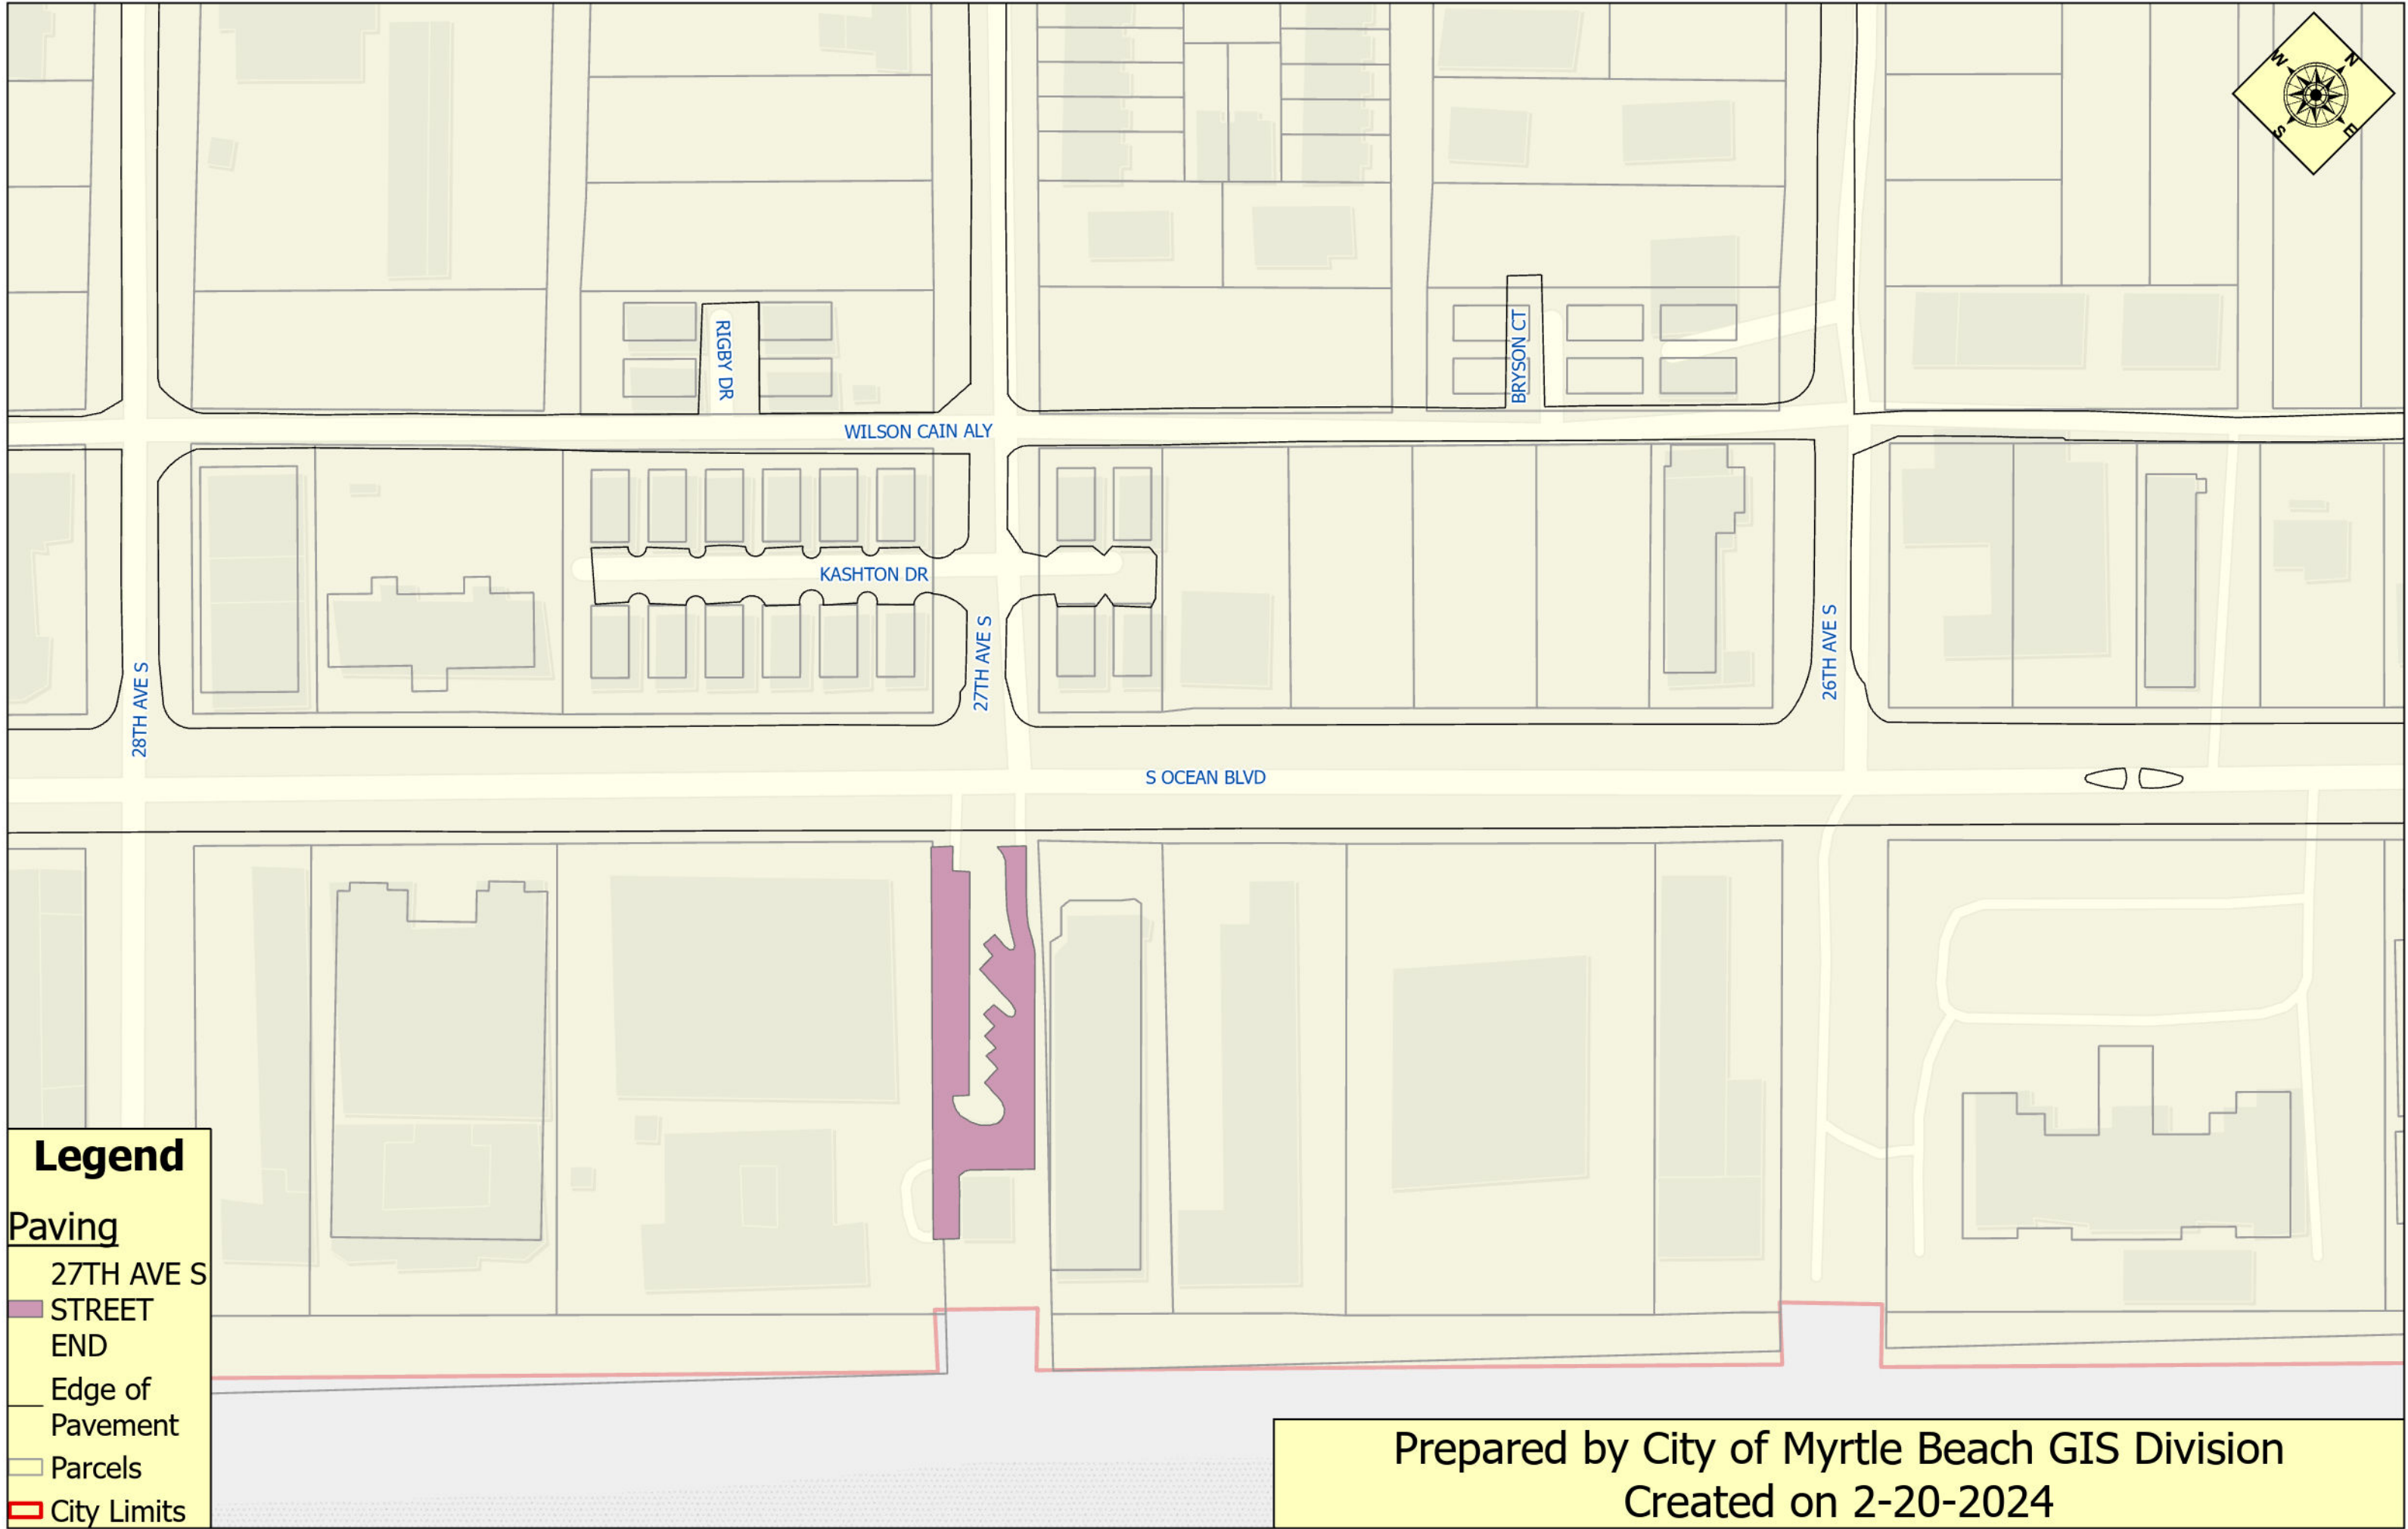 W
N
S
E
RIGBY DR
BRYSON CT
WILSON CAIN ALY
KASHTON DR
28TH AVE S
27TH AVE S
26TH AVE S
S OCEAN BLVD
Legend
Paving
27TH AVE S
STREET
END
Edge of
Pavement
Parcels
City Limits
Prepared by City of Myrtle Beach GIS Division
Created on 2-20-2024